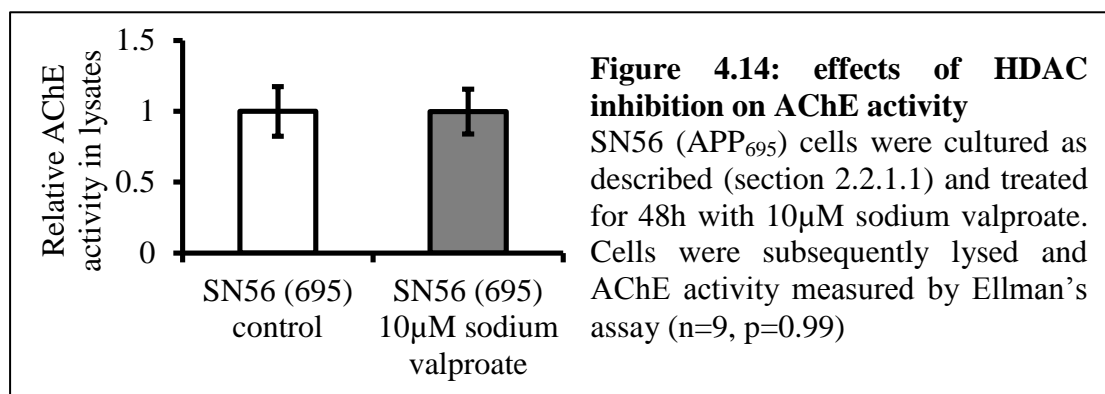 1.5
1
0.5
0
Relative AChE
activity in lysates
SN56 (695)
control
SN56 (695)
10µM sodium
valproate
Figure 4.14: effects of HDAC
inhibition on AChE activity
SN56 (APP₆₉₅) cells were cultured as
described (section 2.2.1.1) and treated
for 48h with 10µM sodium valproate.
Cells were subsequently lysed and
AChE activity measured by Ellman’s
assay (n=9, p=0.99)